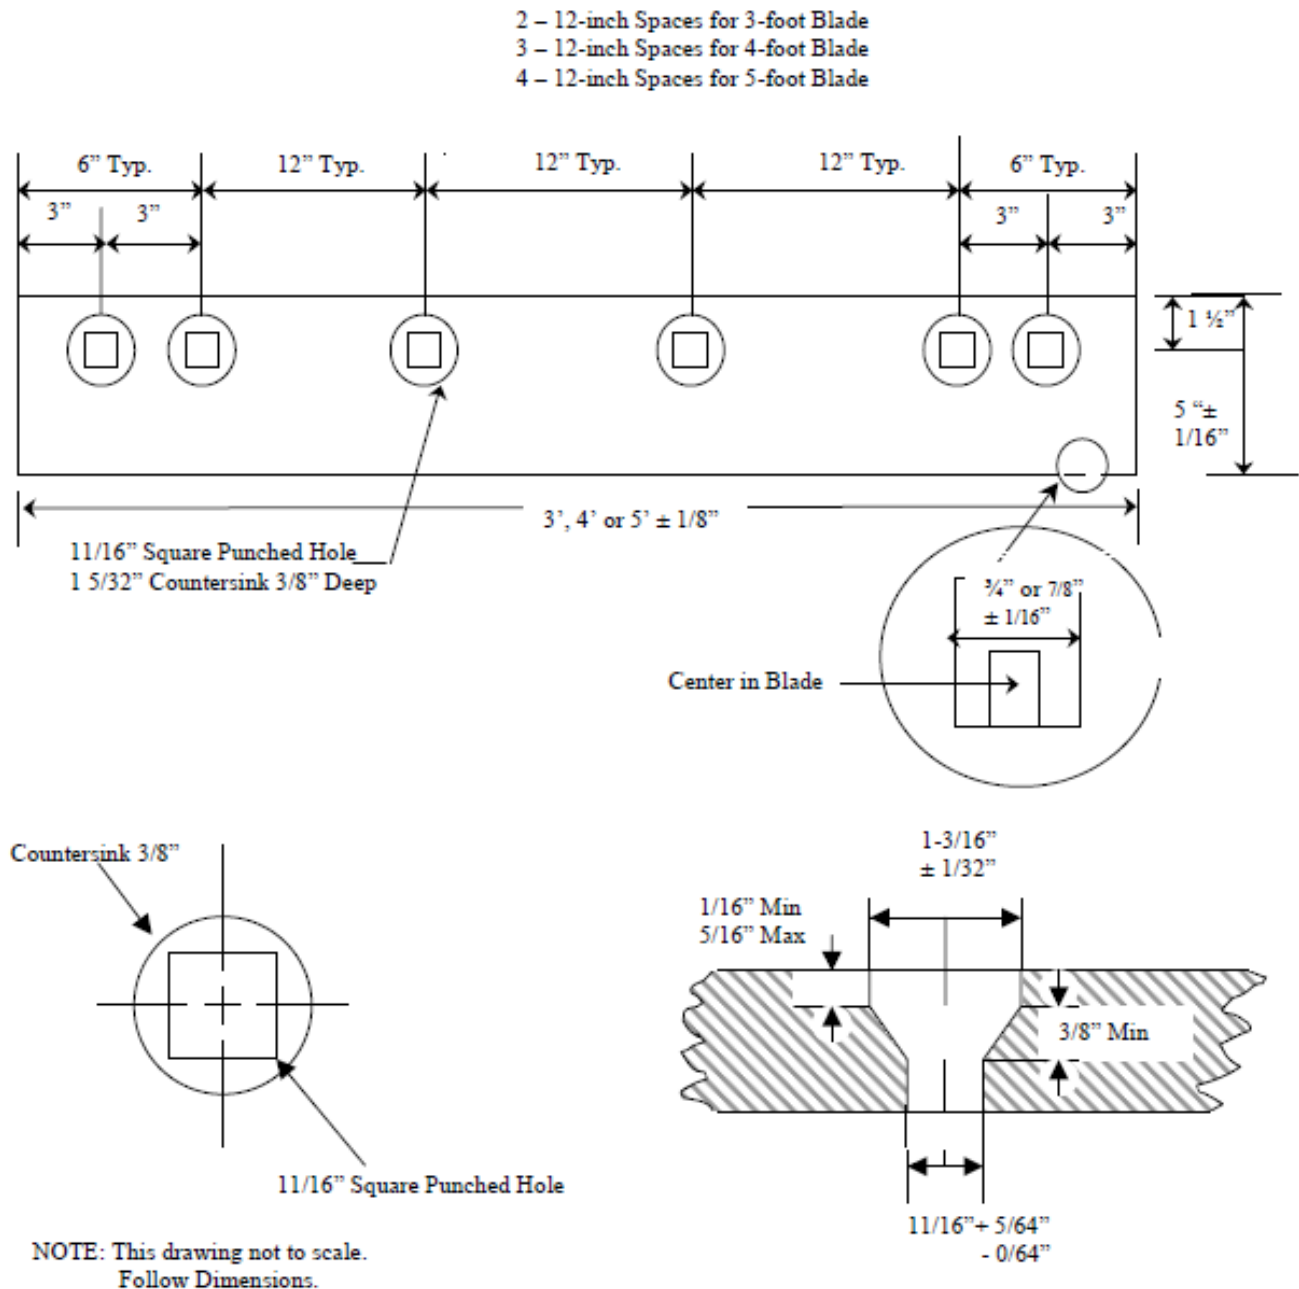 2 – 12-inch Spaces for 3-foot Blade
3 – 12-inch Spaces for 4-foot Blade
4 – 12-inch Spaces for 5-foot Blade
6” Typ.
12” Typ.
12” Typ.
12” Typ.
6” Typ.
3”
3”
3”
3”
1 ½”
5 “±
1/16”
3’, 4’ or 5’ ± 1/8”
11/16” Square Punched Hole
1 5/32” Countersink 3/8” Deep
¾” or 7/8”
± 1/16”
Center in Blade
Countersink 3/8”
11/16” Square Punched Hole
1-3/16”
± 1/32”
1/16” Min
5/16” Max
3/8” Min
11/16”+ 5/64”
- 0/64”
NOTE: This drawing not to scale.
Follow Dimensions.